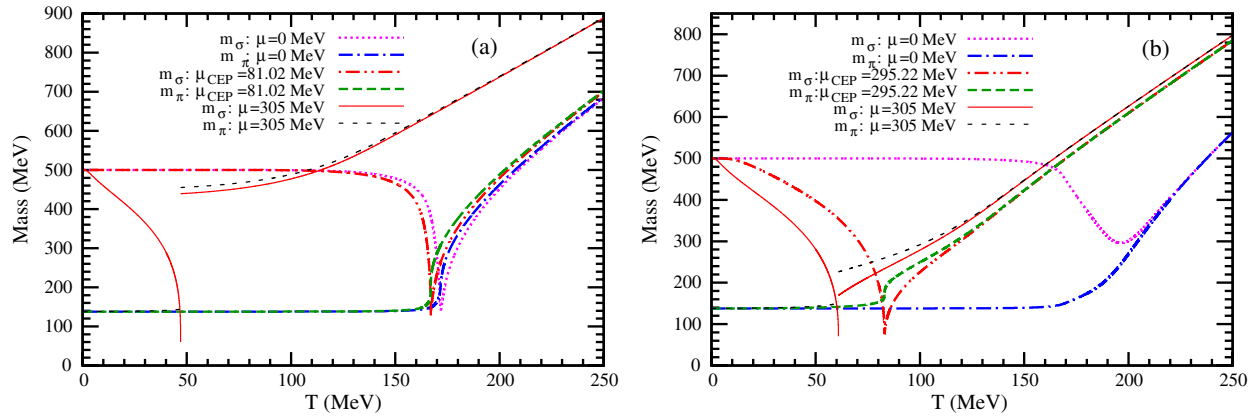 900
800
700
600
500
400
300
200
100
0
Mass (MeV)
m_σ: μ=0 MeV
m_π: μ=0 MeV
m_σ: μ_CEP=81.02 MeV
m_π: μ_CEP=81.02 MeV
m_σ: μ=305 MeV
m_π: μ=305 MeV
(a)
0 50 100 150 200 250
T (MeV)
800
700
600
500
400
300
200
100
0
Mass (MeV)
m_σ: μ=0 MeV
m_π: μ=0 MeV
m_σ: μ_CEP=295.22 MeV
m_π:μ_CEP=295.22 MeV
m_σ: μ=305 MeV
m_π: μ=305 MeV
(b)
0 50 100 150 200 250
T (MeV)